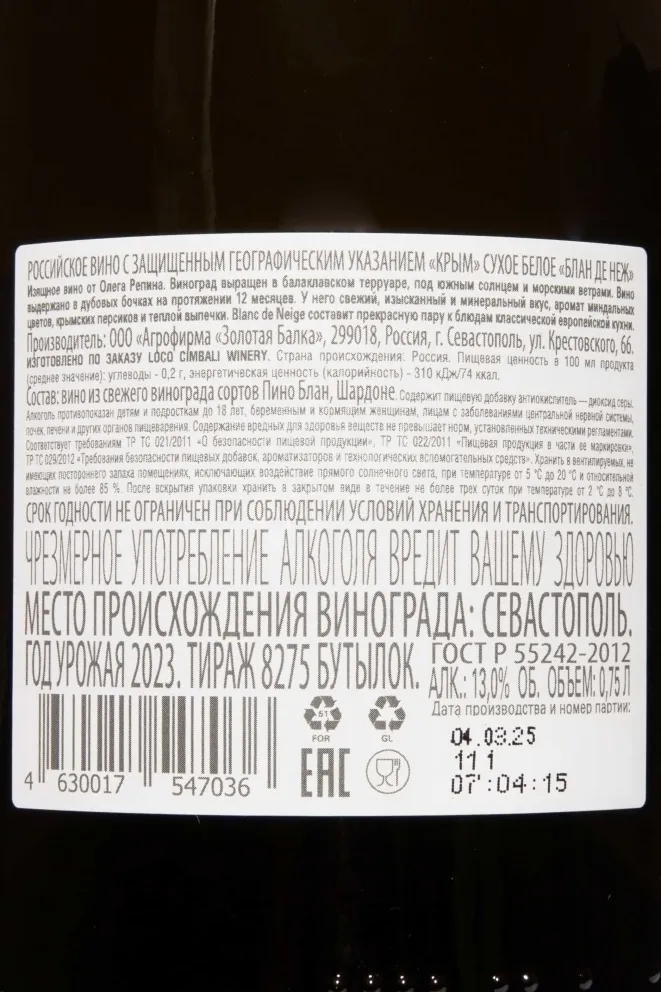 РОССИЙСКОЕ ВИНО С ЗАЩИЩЕННЫМ ГЕОГРАФИЧЕСКИМ УКАЗАНИЕМ «КРЫМ» СУХОЕ БЕЛОЕ «БЛАН ДЕ НЕЖ»
Изящное вино от Олега Репина. Виноград выращен в балаклавском терруаре, под южным солнцем и морскими ветрами. Вино
выдержано в дубовых бочках на протяжении 12 месяцев. У него свежий, изысканный и минеральный вкус, аромат миндальных
цветов, крымских персиков и теплой выпечки. Blanc de Neige составит прекрасную пару к блюдам классической европейской кухни.
Производитель: ООО «Агрофирма «Золотая Балка», 299018, Россия, г. Севастополь, ул. Крестовского, 66.
ИЗГОТОВЛЕНО ПО ЗАКАЗУ LOCO CIMBALI WINERY. Страна происхождения: Россия. Пищевая ценность в 100 мл продукта
(среднее значение): углеводы - 0,2 г, энергетическая ценность (калорийность) - 310 кДж/74 ккал.
Состав: вино из свежего винограда сортов Пино Блан, Шардоне. Содержит пищевую добавку антиокислитель — диоксид серы.
Алкоголь противопоказан детям и подросткам до 18 лет, беременным и кормящим женщинам, лицам с заболеваниями центральной нервной системы,
почек, печени и других органов пищеварения. Содержание вредных для здоровья веществ не превышает норм, установленных техническими регламентами.
Соответствует требованиям ТР ТС 021/2011 «О безопасности пищевой продукции», ТР ТС 022/2011 «Пищевая продукция в части ее маркировки»,
ТР ТС 029/2012 «Требования безопасности пищевых добавок, ароматизаторов и технологических вспомогательных средств». Хранить в вентилируемых, не
имеющих постороннего запаха помещениях, исключающих воздействие прямого солнечного света, при температуре от 5 °С до 20 °С и относительной
влажности не более 85 %. После вскрытия упаковки хранить в закрытом виде в течение не более трех суток при температуре от 2 °С до 8 °С.
СРОК ГОДНОСТИ НЕ ОГРАНИЧЕН ПРИ СОБЛЮДЕНИИ УСЛОВИЙ ХРАНЕНИЯ И ТРАНСПОРТИРОВАНИЯ.
ЧРЕЗМЕРНОЕ УПОТРЕБЛЕНИЕ АЛКОГОЛЯ ВРЕДИТ ВАШЕМУ ЗДОРОВЬЮ
МЕСТО ПРОИСХОЖДЕНИЯ ВИНОГРАДА: СЕВАСТОПОЛЬ.
ГОД УРОЖАЯ 2023. ТИРАЖ 8275 БУТЫЛОК.
ГОСТ Р 55242-2012
АЛК.: 13,0% ОБ. ОБЪЕМ: 0,75 Л
Дата производства и номер партии:
04.03.25
111
07:04:15
51
FOR
GL
EAC
4 630017 547036